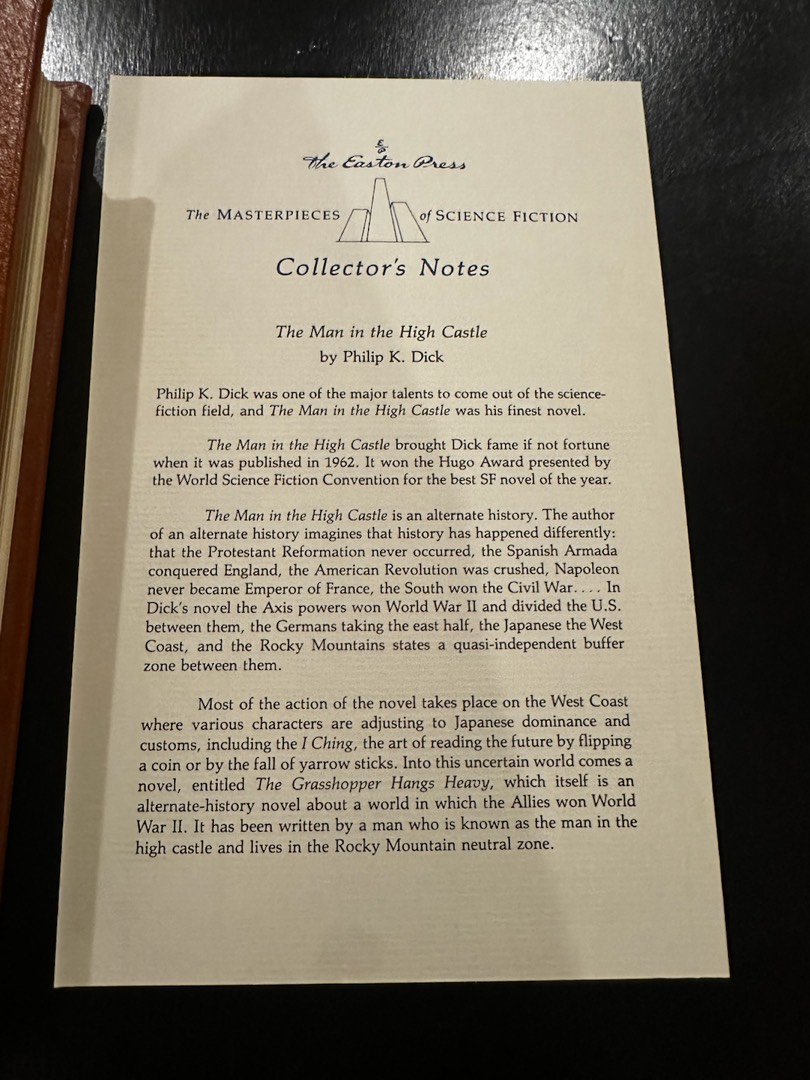 The Easton Press
The MASTERPIECES of SCIENCE FICTION
Collector's Notes
The Man in the High Castle
by Philip K. Dick
Philip K. Dick was one of the major talents to come out of the science-
fiction field, and The Man in the High Castle was his finest novel.
The Man in the High Castle brought Dick fame if not fortune
when it was published in 1962. It won the Hugo Award presented by
the World Science Fiction Convention for the best SF novel of the year.
The Man in the High Castle is an alternate history. The author
of an alternate history imagines that history has happened differently:
that the Protestant Reformation never occurred, the Spanish Armada
conquered England, the American Revolution was crushed, Napoleon
never became Emperor of France, the South won the Civil War.... In
Dick's novel the Axis powers won World War II and divided the U.S.
between them, the Germans taking the east half, the Japanese the West
Coast, and the Rocky Mountains states a quasi-independent buffer
zone between them.
Most of the action of the novel takes place on the West Coast
where various characters are adjusting to Japanese dominance and
customs, including the I Ching, the art of reading the future by flipping
a coin or by the fall of yarrow sticks. Into this uncertain world comes a
novel, entitled The Grasshopper Hangs Heavy, which itself is an
alternate-history novel about a world in which the Allies won World
War II. It has been written by a man who is known as the man in the
high castle and lives in the Rocky Mountain neutral zone.